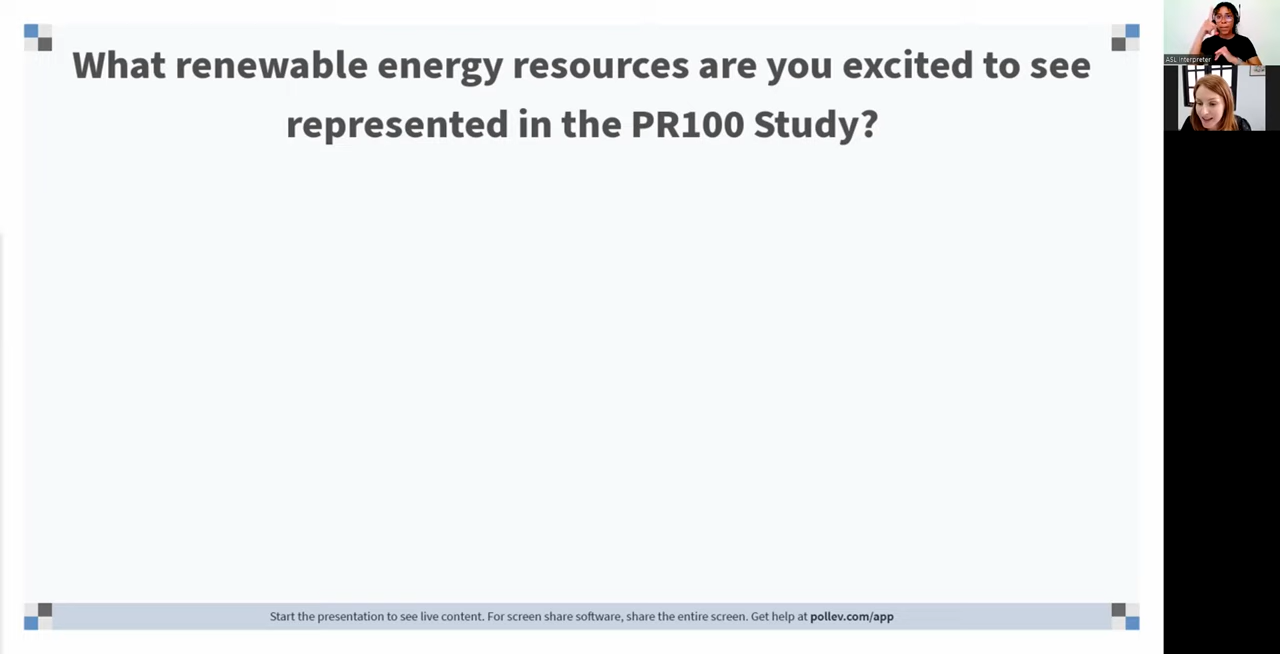 What renewable energy resources are you excited to see
represented in the PR100 Study?
ASL Interpreter
Start the presentation to see live content. For screen share software, share the entire screen. Get help at pollev.com/app